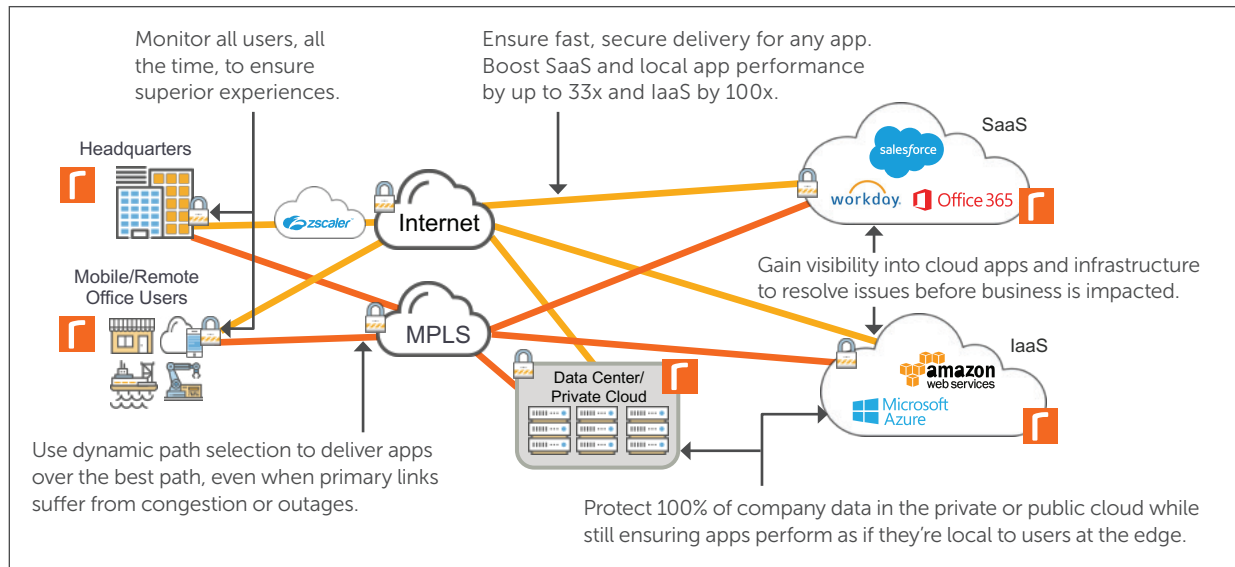 Monitor all users, all
the time, to ensure
superior experiences.
Ensure fast, secure delivery for any app.
Boost SaaS and local app performance
by up to 33x and IaaS by 100x.
Headquarters
zscaler
Internet
SaaS
salesforce
workday.
Office 365
Mobile/Remote
Office Users
MPLS
Gain visibility into cloud apps and infrastructure
to resolve issues before business is impacted.
Data Center/
Private Cloud
IaaS
amazon
web services
Microsoft
Azure
Use dynamic path selection to deliver apps
over the best path, even when primary links
suffer from congestion or outages.
Protect 100% of company data in the private or public cloud while
still ensuring apps perform as if they're local to users at the edge.